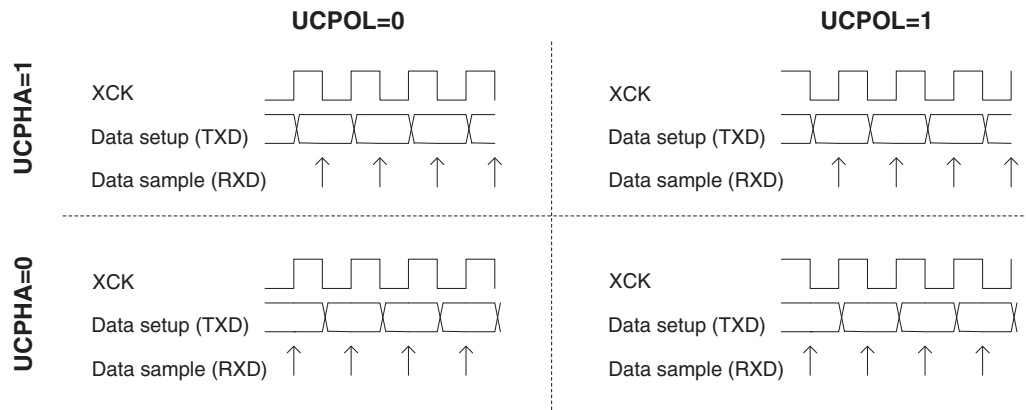 UCPOL=0
UCPOL=1
UCPHA=1
XCK
Data setup (TXD)
Data sample (RXD)
XCK
Data setup (TXD)
Data sample (RXD)
UCPHA=0
XCK
Data setup (TXD)
Data sample (RXD)
XCK
Data setup (TXD)
Data sample (RXD)